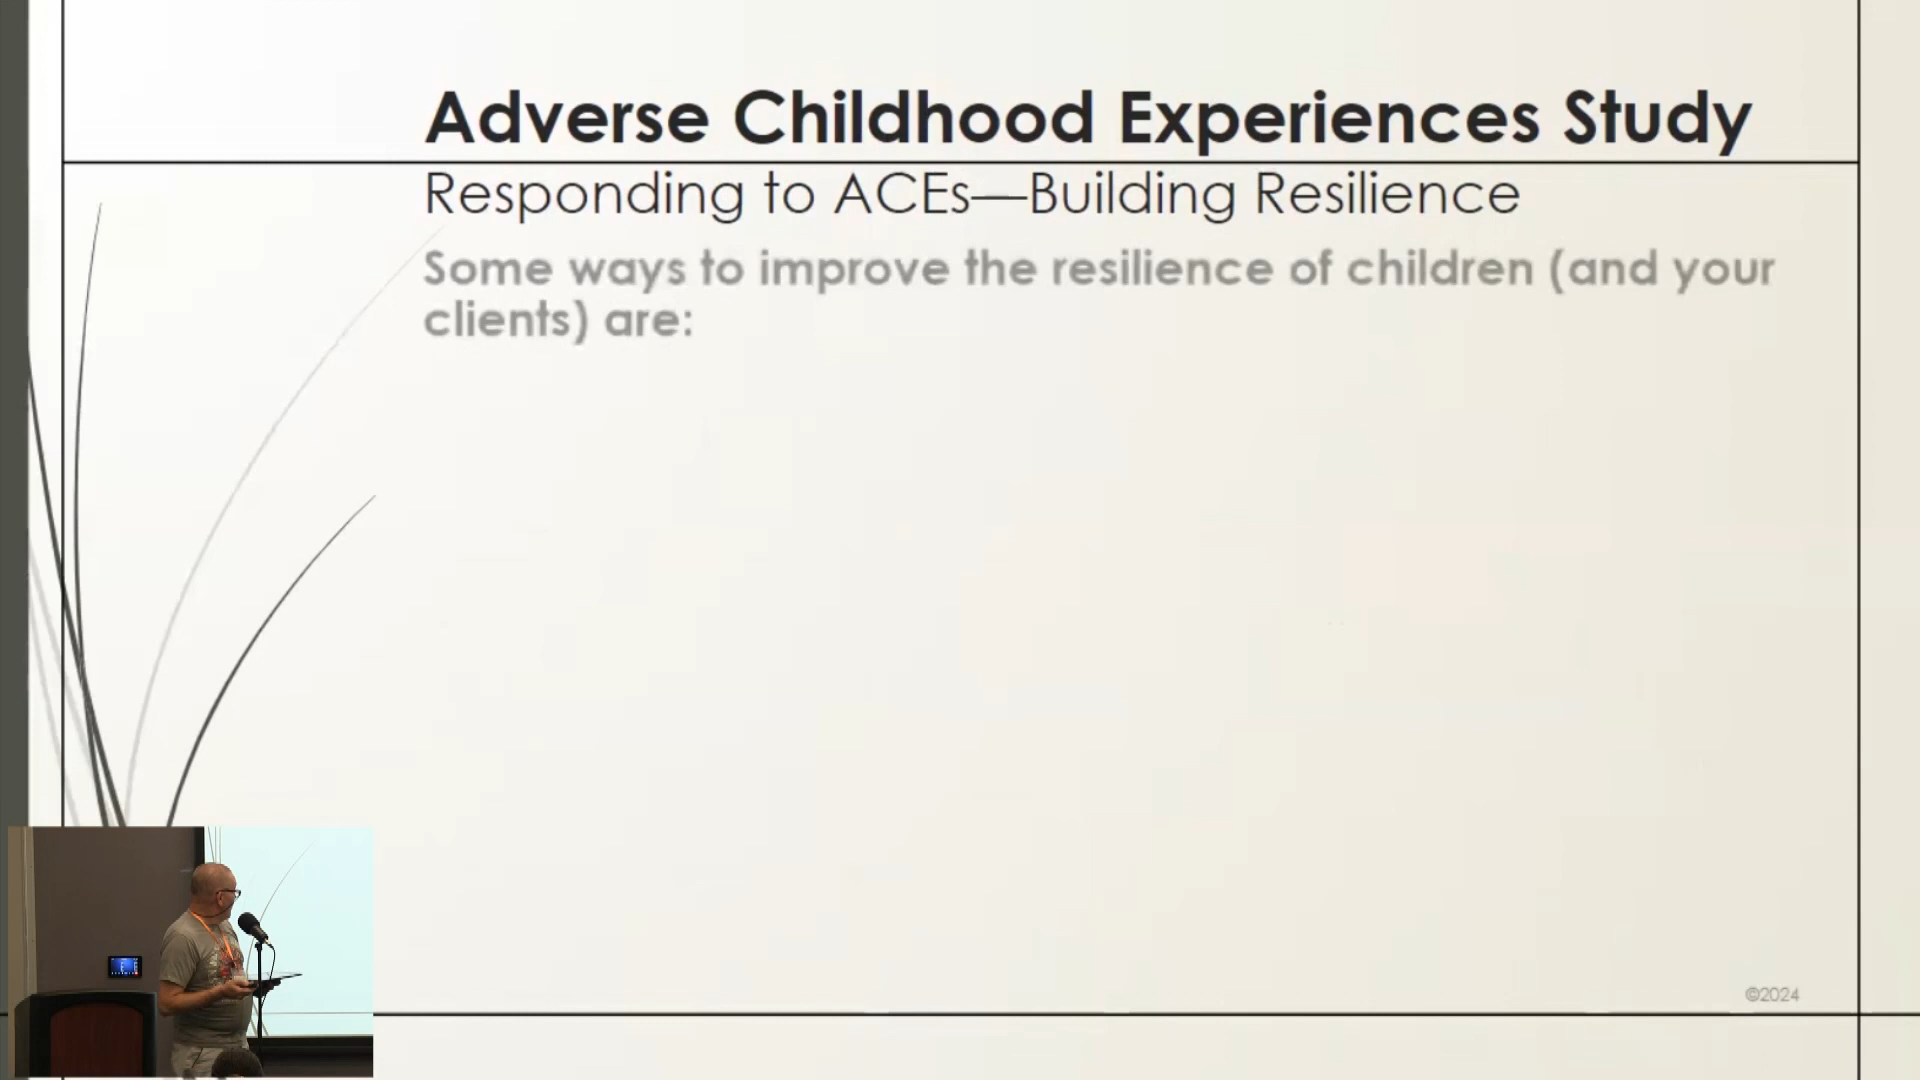 Adverse Childhood Experiences Study
Responding to ACEs—Building Resilience
Some ways to improve the resilience of children (and your
clients) are:
©2024